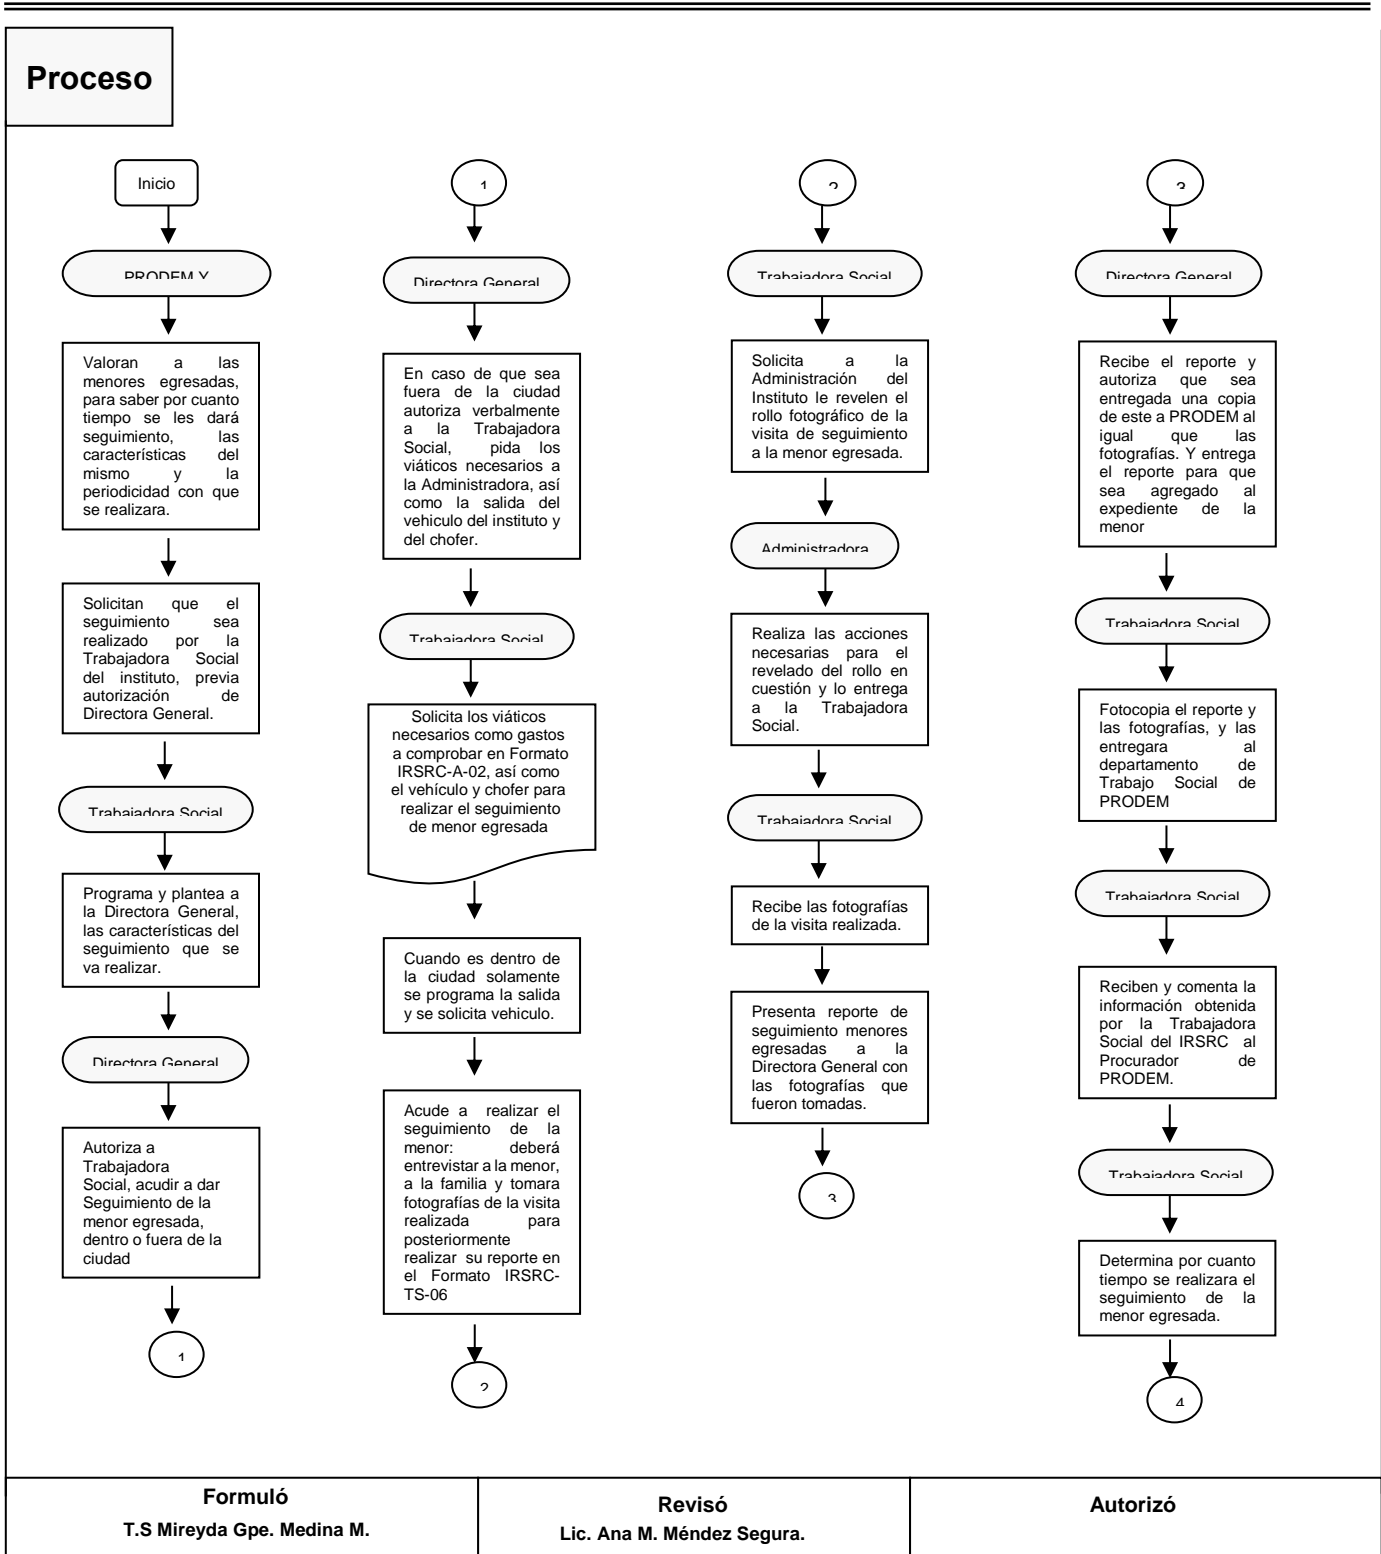 Proceso
Inicio
PRODEM Y
Valoran a las
menores egresadas,
para saber por cuanto
tiempo se les dará
seguimiento, las
características del
mismo y la
periodicidad con que
se realizara.
Solicitan que el
seguimiento sea
realizado por la
Trabajadora Social
del instituto, previa
autorización de
Directora General.
Trabajadora Social
Programa y plantea a
la Directora General,
las características del
seguimiento que se
va realizar.
Directora General
Autoriza a
Trabajadora
Social, acudir a dar
Seguimiento de la
menor egresada,
dentro o fuera de la
ciudad
1
1
Directora General
En caso de que sea
fuera de la ciudad
autoriza verbalmente
a la Trabajadora
Social, pida los
viáticos necesarios a
la Administradora, así
como la salida del
vehiculo del instituto y
del chofer.
Trabajadora Social
Solicita los viáticos
necesarios como gastos
a comprobar en Formato
IRSRC-A-02, así como
el vehículo y chofer para
realizar el seguimiento
de menor egresada
Cuando es dentro de
la ciudad solamente
se programa la salida
y se solicita vehiculo.
Acude a realizar el
seguimiento de la
menor: deberá
entrevistar a la menor,
a la familia y tomara
fotografías de la visita
realizada para
posteriormente
realizar su reporte en
el Formato IRSRC-
TS-06
2
2
Trabajadora Social
Solicita a la
Administración del
Instituto le revelen el
rollo fotográfico de la
visita de seguimiento
a la menor egresada.
Administradora
Realiza las acciones
necesarias para el
revelado del rollo en
cuestión y lo entrega
a la Trabajadora
Social.
Trabajadora Social
Recibe las fotografías
de la visita realizada.
Presenta reporte de
seguimiento menores
egresadas a la
Directora General con
las fotografías que
fueron tomadas.
3
3
Directora General
Recibe el reporte y
autoriza que sea
entregada una copia
de este a PRODEM al
igual que las
fotografías. Y entrega
el reporte para que
sea agregado al
expediente de la
menor
Trabajadora Social
Fotocopia el reporte y
las fotografías, y las
entregara al
departamento de
Trabajo Social de
PRODEM
Trabajadora Social
Reciben y comenta la
información obtenida
por la Trabajadora
Social del IRSRC al
Procurador de
PRODEM.
Trabajadora Social
Determina por cuanto
tiempo se realizara el
seguimiento de la
menor egresada.
4
Formuló
T.S Mireyda Gpe. Medina M.
Revisó
Lic. Ana M. Méndez Segura.
Autorizó